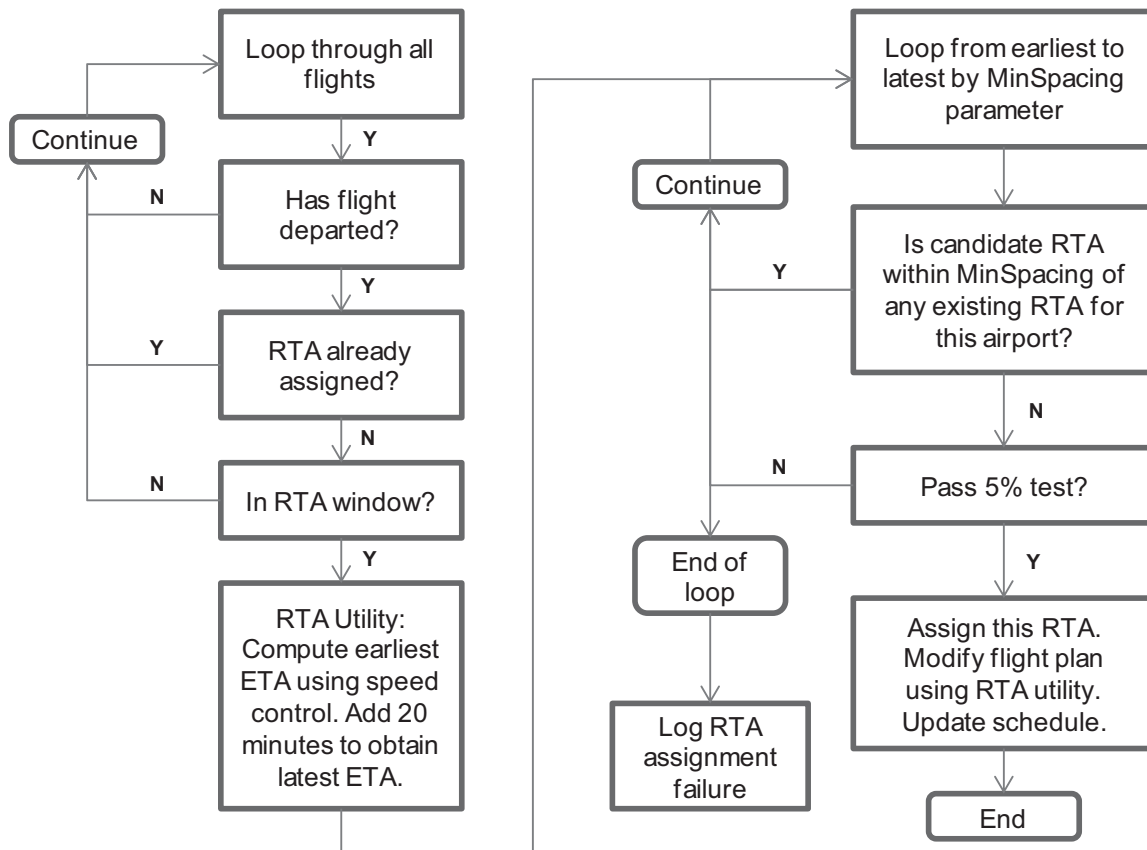 Loop through all
flights
Continue
Y
N
Has flight
departed?
Y
Y
RTA already
assigned?
N
N
In RTA window?
Y
RTA Utility:
Compute earliest
ETA using speed
control. Add 20
minutes to obtain
latest ETA.
Loop from earliest to
latest by MinSpacing
parameter
Continue
Is candidate RTA
within MinSpacing of
any existing RTA for
this airport?
Y
N
N
Pass 5% test?
Y
End of
loop
Assign this RTA.
Modify flight plan
using RTA utility.
Update schedule.
Log RTA
assignment
failure
End